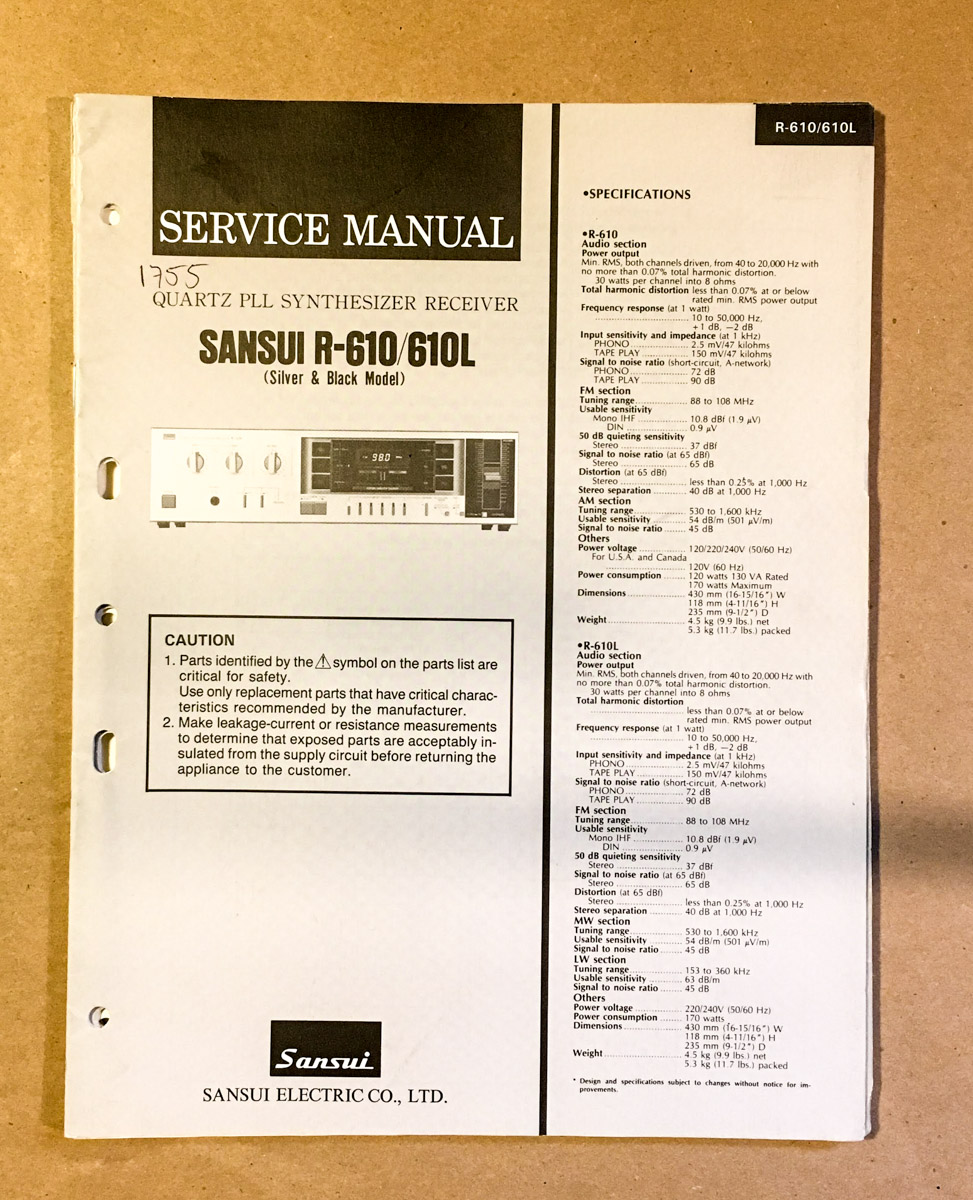 SERVICE MANUAL
1755
QUARTZ PLL SYNTHESIZER RECEIVER
SANSUI R-610/610L
(Silver & Black Model)
98.0
CAUTION
1. Parts identified by the ⚠ symbol on the parts list are
critical for safety.
Use only replacement parts that have critical charac-
teristics recommended by the manufacturer.
2. Make leakage-current or resistance measurements
to determine that exposed parts are acceptably in-
sulated from the supply circuit before returning the
appliance to the customer.
Sansui
SANSUI ELECTRIC CO., LTD.
R-610/610L
•SPECIFICATIONS
•R-610
Audio section
Power output
Min. RMS, both channels driven, from 40 to 20,000 Hz with
no more than 0.07% total harmonic distortion.
30 watts per channel into 8 ohms
Total harmonic distortion less than 0.07% at or below
rated min. RMS power output
Frequency response (at 1 watt)
10 to 50,000 Hz,
+1 dB, −2 dB
Input sensitivity and impedance (at 1 kHz)
PHONO 2.5 mV/47 kilohms
TAPE PLAY 150 mV/47 kilohms
Signal to noise ratio (short-circuit, A-network)
PHONO 72 dB
TAPE PLAY 90 dB
FM section
Tuning range 88 to 108 MHz
Usable sensitivity
Mono IHF 10.8 dBf (1.9 μV)
DIN 0.9 μV
50 dB quieting sensitivity
Stereo 37 dBf
Signal to noise ratio (at 65 dBf)
Stereo 65 dB
Distortion (at 65 dBf)
Stereo less than 0.25% at 1,000 Hz
Stereo separation 40 dB at 1,000 Hz
AM section
Tuning range 530 to 1,600 kHz
Usable sensitivity 54 dB/m (501 μV/m)
Signal to noise ratio 45 dB
Others
Power voltage 120/220/240V (50/60 Hz)
For U.S.A. and Canada
120V (60 Hz)
Power consumption 120 watts 130 VA Rated
170 watts Maximum
Dimensions 430 mm (16-15/16") W
118 mm (4-11/16") H
235 mm (9-1/2") D
Weight 4.5 kg (9.9 lbs.) net
5.3 kg (11.7 lbs.) packed
•R-610L
Audio section
Power output
Min. RMS, both channels driven, from 40 to 20,000 Hz with
no more than 0.07% total harmonic distortion.
30 watts per channel into 8 ohms
Total harmonic distortion
less than 0.07% at or below
rated min. RMS power output
Frequency response (at 1 watt)
10 to 50,000 Hz,
+1 dB, −2 dB
Input sensitivity and impedance (at 1 kHz)
PHONO 2.5 mV/47 kilohms
TAPE PLAY 150 mV/47 kilohms
Signal to noise ratio (short-circuit, A-network)
PHONO 72 dB
TAPE PLAY 90 dB
FM section
Tuning range 88 to 108 MHz
Usable sensitivity
Mono IHF 10.8 dBf (1.9 μV)
DIN 0.9 μV
50 dB quieting sensitivity
Stereo 37 dBf
Signal to noise ratio (at 65 dBf)
Stereo 65 dB
Distortion (at 65 dBf)
Stereo less than 0.25% at 1,000 Hz
Stereo separation 40 dB at 1,000 Hz
MW section
Tuning range 530 to 1,600 kHz
Usable sensitivity 54 dB/m (501 μV/m)
Signal to noise ratio 45 dB
LW section
Tuning range 153 to 360 kHz
Usable sensitivity 63 dB/m
Signal to noise ratio 45 dB
Others
Power voltage 220/240V (50/60 Hz)
Power consumption 170 watts
Dimensions 430 mm (16-15/16") W
118 mm (4-11/16") H
235 mm (9-1/2") D
Weight 4.5 kg (9.9 lbs.) net
5.3 kg (11.7 lbs.) packed
* Design and specifications subject to changes without notice for im-
provements.